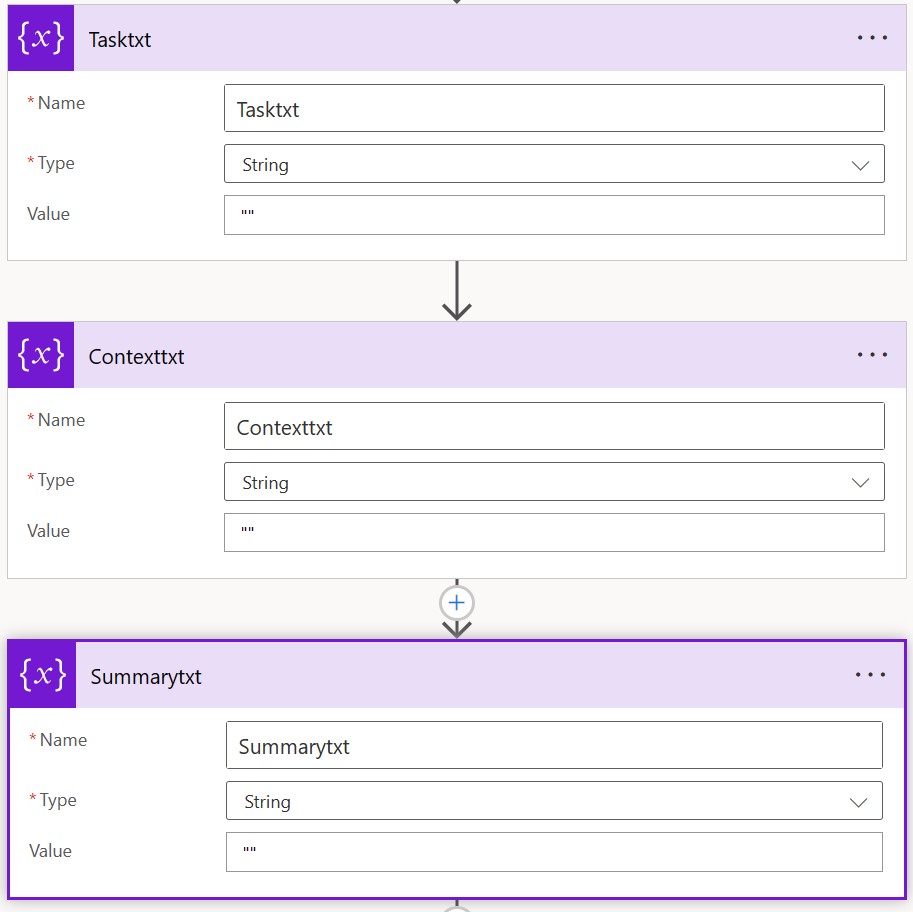 {x} Tasktxt ...
* Name Tasktxt
* Type String
Value ""
{x} Contexttxt ...
* Name Contexttxt
* Type String
Value ""
{x} Summarytxt ...
* Name Summarytxt
* Type String
Value ""